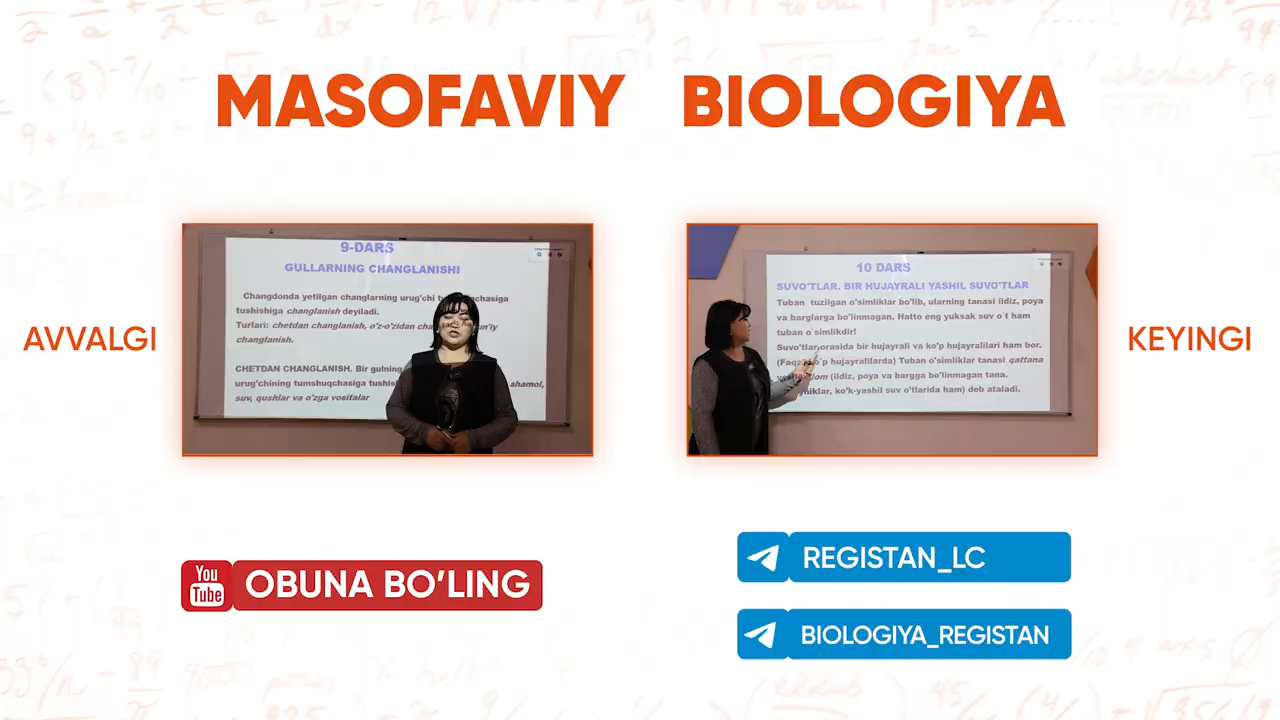 MASOFAVIY BIOLOGIYA
AVVALGI
9-DARS
GULLARNING CHANGLANISHI
Changdonda yetilgan changlarning urug'chi
tushishiga changlanish deyiladi.
Turlari: chetdan changlanish, o'z-o'zidan
changlanish.
CHETDAN CHANGLANISH. Bir gulning
urug'chining tumshuqchasiga
shamol,
suv, qushlar va o'zga vositalar
10 DARS
SUVO'TLAR. BIR HUJAYRALI YASHIL SUVO'TLAR
Tuban tuzilgan o'simliklar bo'lib, ularning tanasi ildiz, poya
va barglarga bo'linmagan. Hatto eng yuksak suv o`t ham
tuban o`simlikdir!
Suvo'tlar orasida bir hujayrali va ko'p hujayralilari ham bor.
Tuban o'simliklar tanasi qattana
(ildiz, poya va bargga bo'linmagan tana.
ko'k-yashil suv o'tlarida ham) deb ataladi.
KEYINGI
You
Tube
OBUNA BO'LING
REGISTAN_LC
BIOLOGIYA_REGISTAN